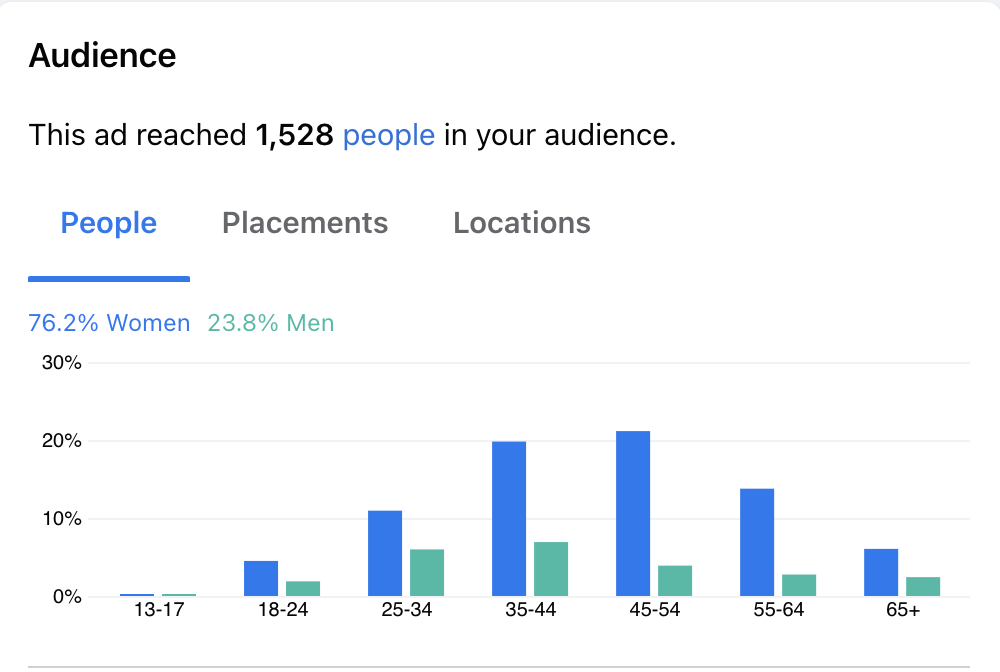 Audience
This ad reached 1,528 people in your audience.
People Placements Locations
76.2% Women 23.8% Men
30%
20%
10%
0%
13-17 18-24 25-34 35-44 45-54 55-64 65+